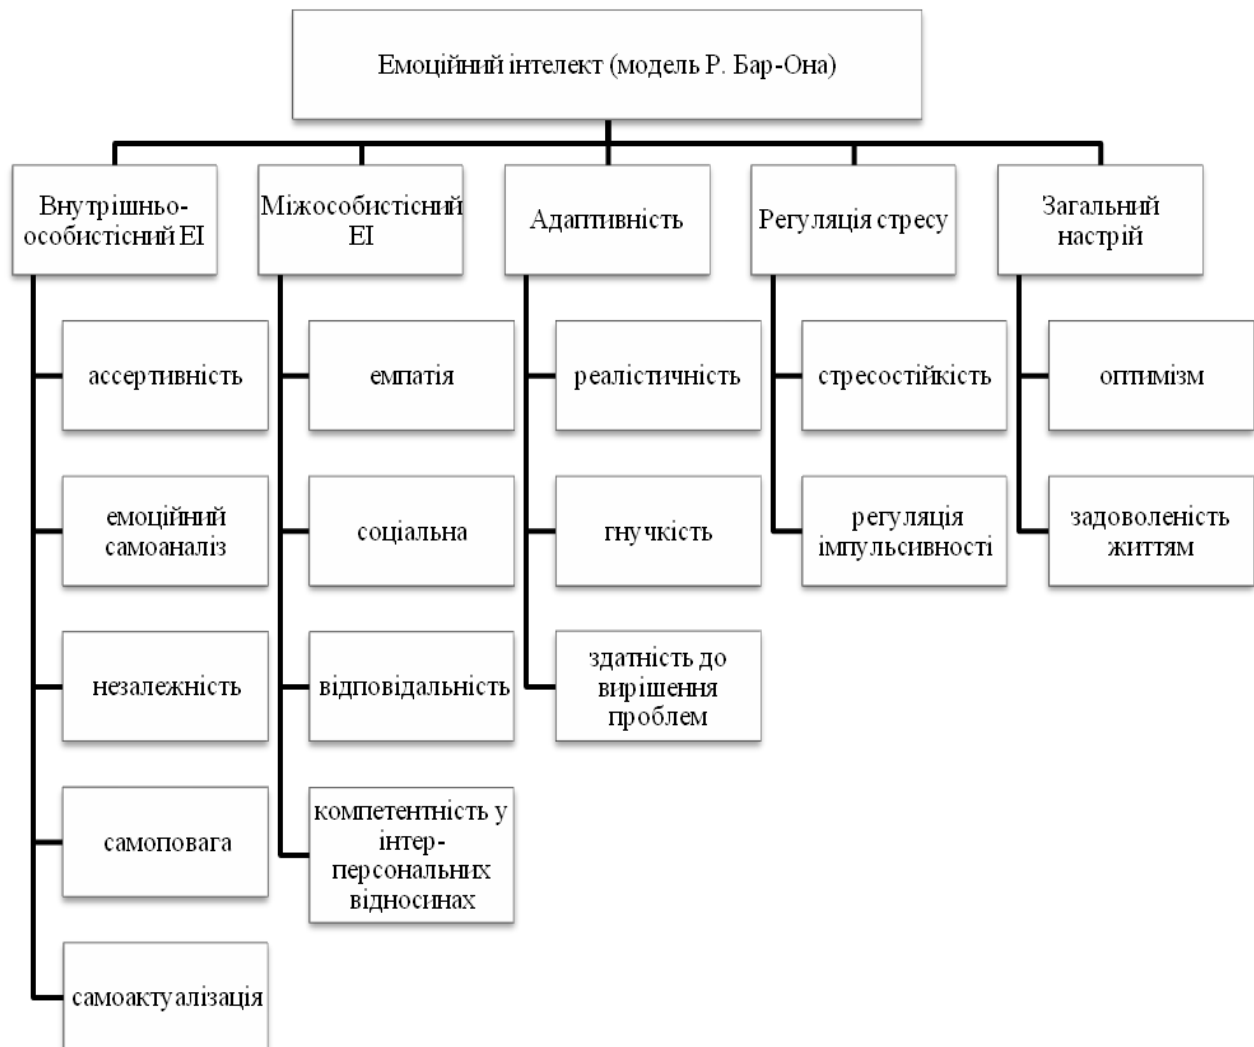 Емоційний інтелект (модель Р. Бар-Она)
Внутрішньо-
особистісний ЕІ
ассертивність
емоційний
самоаналіз
незалежність
самоповага
самоактуалізація
Міжособистісний
ЕІ
емпатія
соціальна
відповідальність
компетентність у
інтер-
персональних
відносинах
Адаптивність
реалістичність
гнучкість
здатність до
вирішення
проблем
Регуляція стресу
стресостійкість
регуляція
імпульсивності
Загальний
настрій
оптимізм
задоволеність
життям